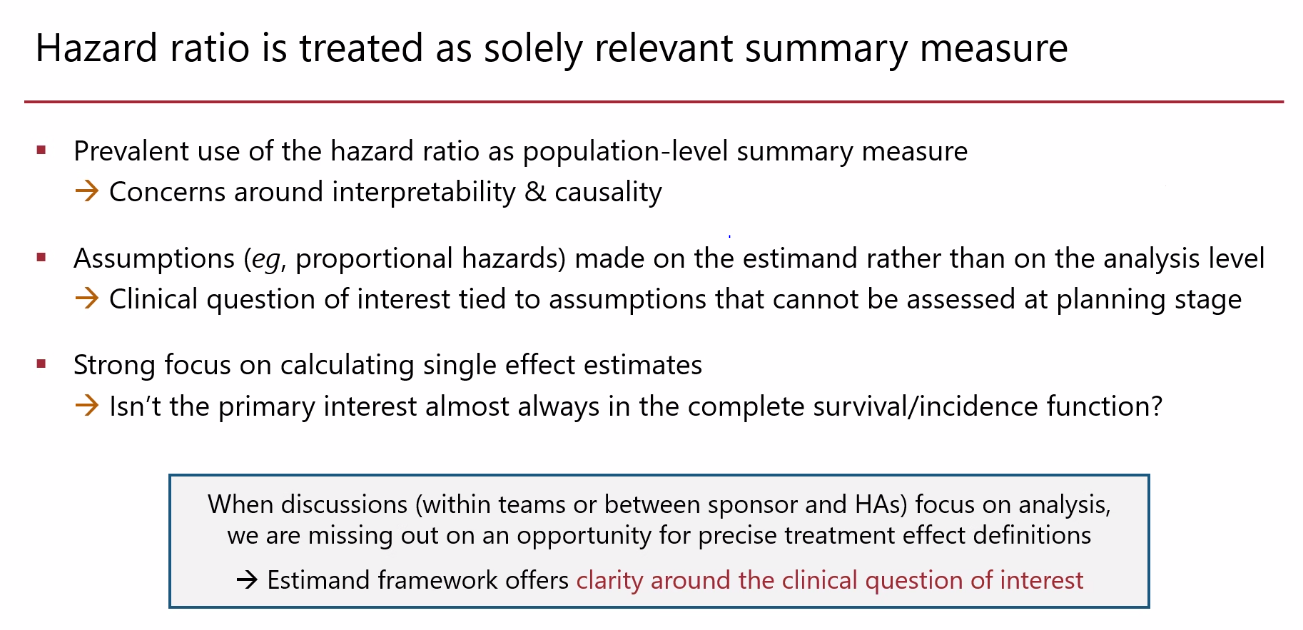 Hazard ratio is treated as solely relevant summary measure
▪ Prevalent use of the hazard ratio as population-level summary measure
→ Concerns around interpretability & causality
▪ Assumptions (eg, proportional hazards) made on the estimand rather than on the analysis level
→ Clinical question of interest tied to assumptions that cannot be assessed at planning stage
▪ Strong focus on calculating single effect estimates
→ Isn't the primary interest almost always in the complete survival/incidence function?
When discussions (within teams or between sponsor and HAs) focus on analysis,
we are missing out on an opportunity for precise treatment effect definitions
→ Estimand framework offers clarity around the clinical question of interest